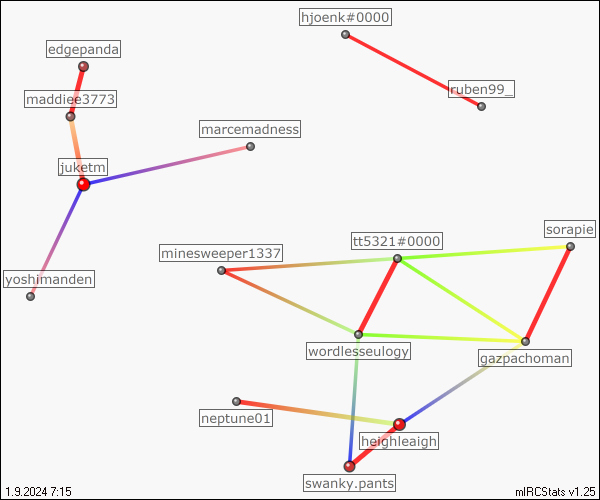 hjoenk#0000
edgepanda
ruben99_
maddiee3773
marcemadness
juketm
sorapie
tt5321#0000
minesweeper1337
yoshimanden
wordlesseulogy
gazpachoman
neptune01
heighleaigh
swanky.pants
1.9.2024 7:15
mIRCStats v1.25